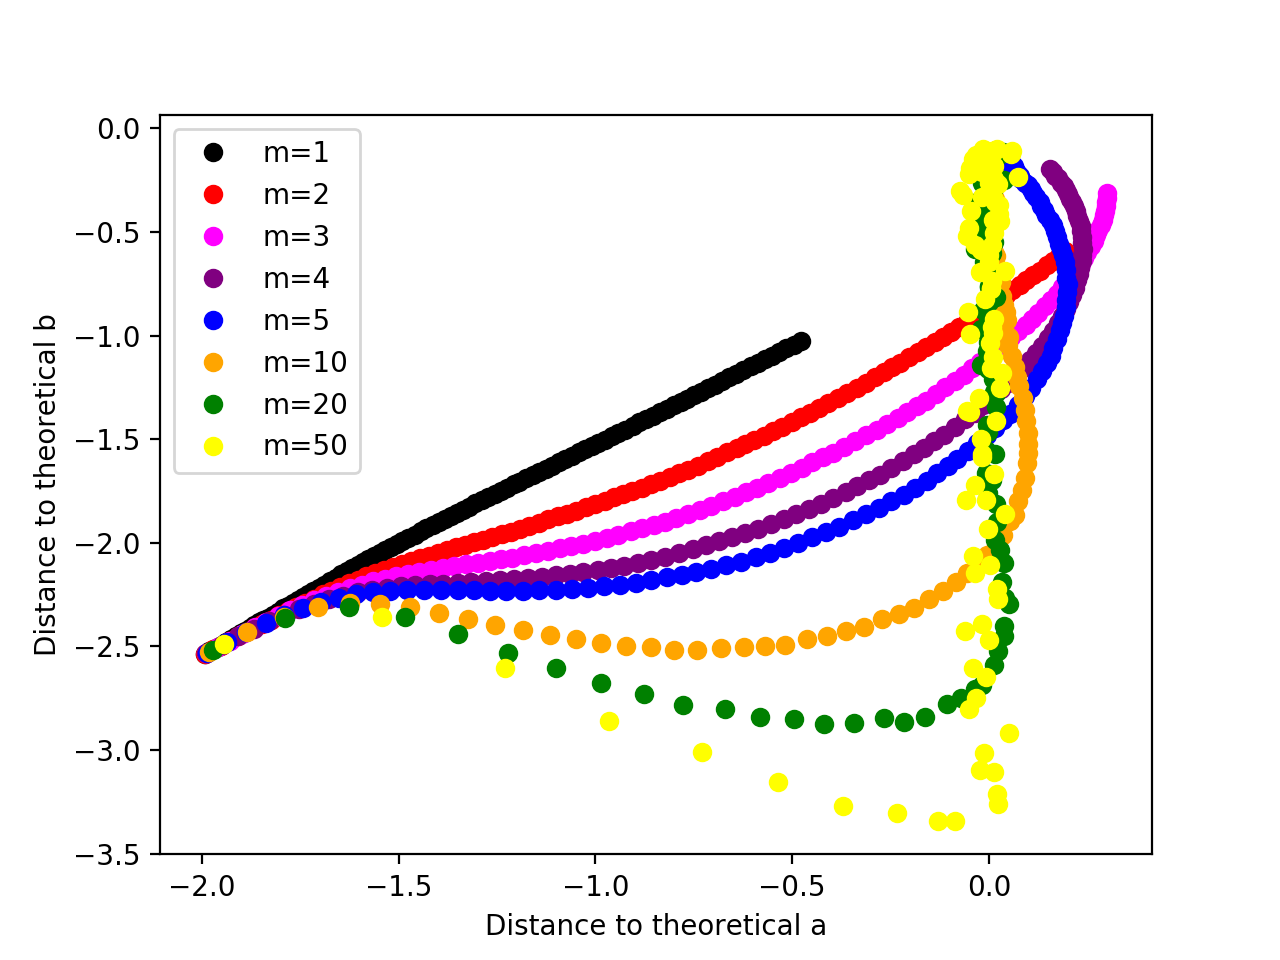 0.0
−0.5
−1.0
−1.5
−2.0
−2.5
−3.0
−3.5
Distance to theoretical b
m=1
m=2
m=3
m=4
m=5
m=10
m=20
m=50
−2.0 −1.5 −1.0 −0.5 0.0
Distance to theoretical a